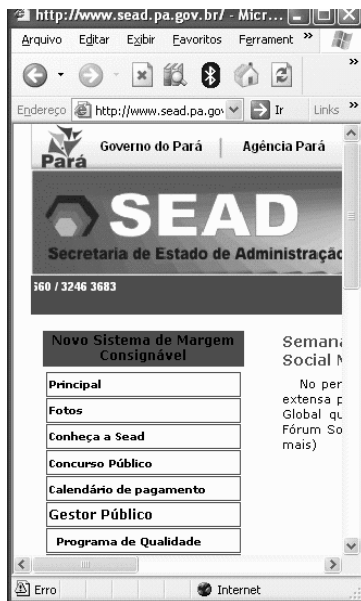 http://www.sead.pa.gov.br/ - Micr...
Arquivo Editar Exibir Favoritos Ferrament »
»
Endereço http://www.sead.pa.gov Ir Links »
Pará Governo do Pará | Agência Pará
SEAD
Secretaria de Estado de Administração
560 / 3246 3683
Novo Sistema de Margem
Consignável
Principal
Fotos
Conheça a Sead
Concurso Público
Calendário de pagamento
Gestor Público
Programa de Qualidade
Semana
Social
No per
extensa
Global qu
Fórum So
mais)
Erro Internet